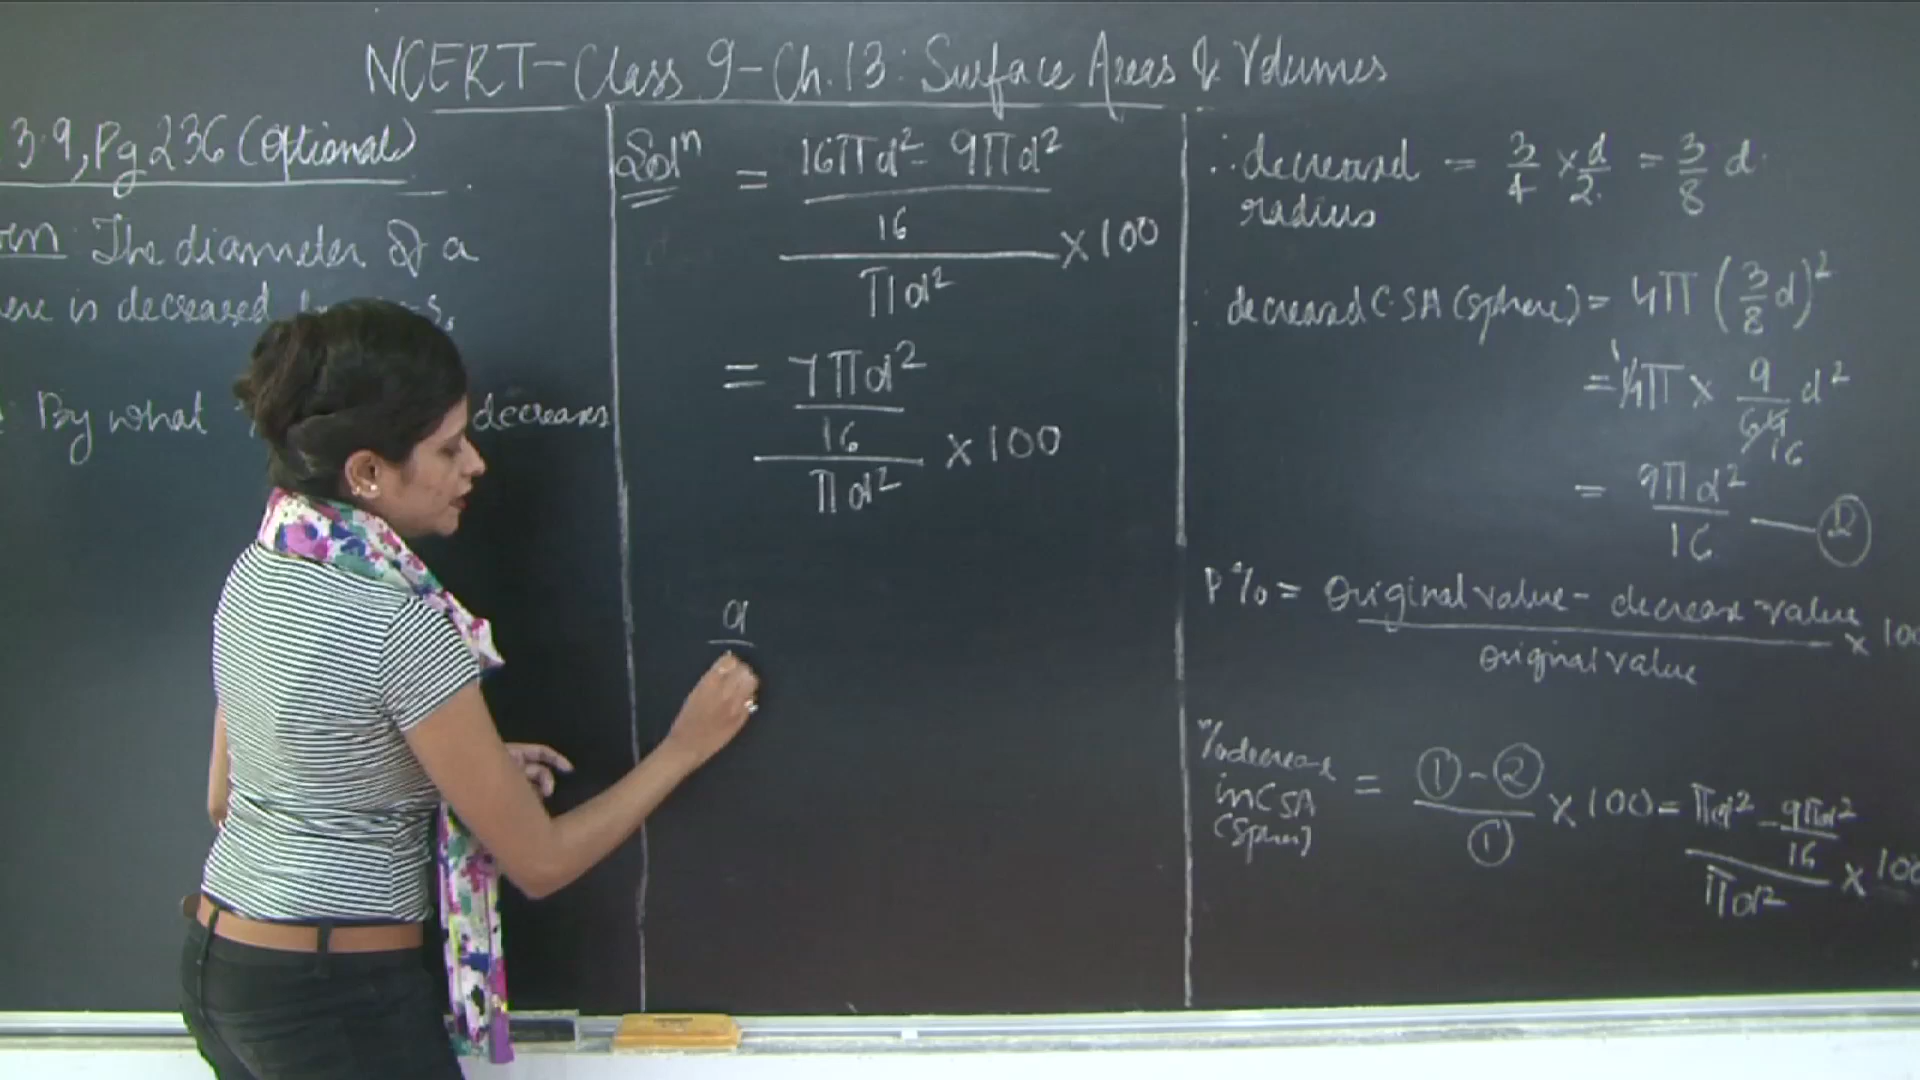 NCERT-Class 9-Ch.13: Surface Areas & Volumes
3.9, Pg 236 (Optional)
The diameter of a
is decreased
By what
decreases
Solⁿ = 16πd² - 9πd²
16
× 100
πd²
= 7πd²
16
× 100
πd²
a
∴ decreased radius = 3/4 × d/2 = 3/8 d
decreased CSA (sphere) = 4π (3/8 d)²
= 4π × 9/64 d²
1
16
= 9πd²/16 — ②
P% = Original value - decrease value
× 100
Original value
% decrease in CSA (Sphere) = ① - ② / ① × 100 = πd² - 9πd²/16
× 100
πd²